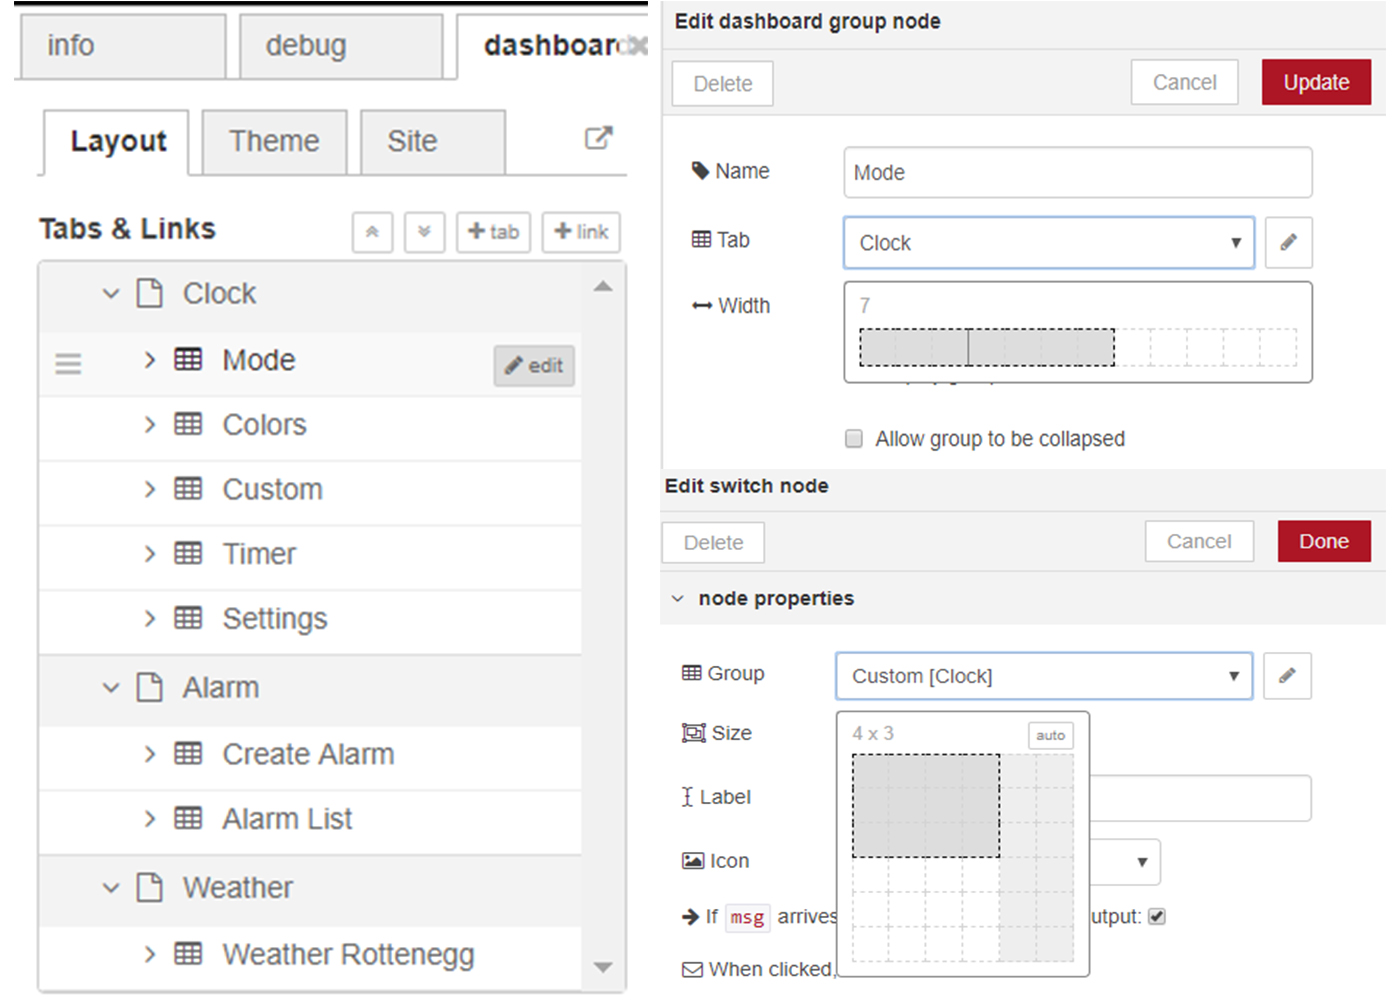 info
debug
dashboard
Layout
Theme
Site
Tabs & Links
tab
link
Clock
Mode
edit
Colors
Custom
Timer
Settings
Alarm
Create Alarm
Alarm List
Weather
Weather Rottenegg
Edit dashboard group node
Delete
Cancel
Update
Name
Mode
Tab
Clock
Width
7
Allow group to be collapsed
Edit switch node
Delete
Cancel
Done
node properties
Group
Custom [Clock]
Size
4 x 3
auto
Label
Icon
If msg arrives
utput:
When clicked,